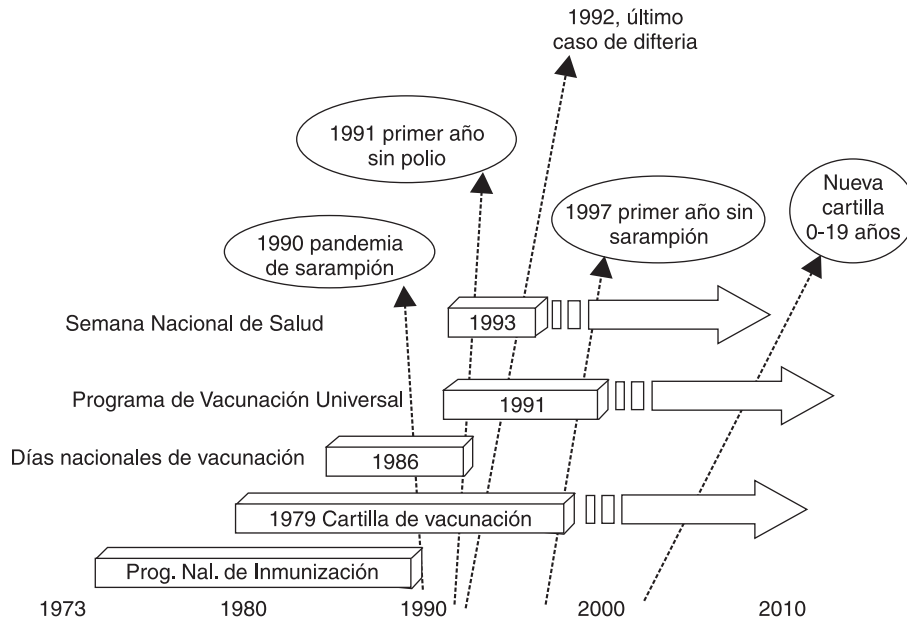 1992, último
caso de difteria
1991 primer año
sin polio
Nueva
cartilla
0-19 años
1997 primer año sin
sarampión
1990 pandemia
de sarampión
Semana Nacional de Salud
1993
Programa de Vacunación Universal
1991
Días nacionales de vacunación
1986
1979 Cartilla de vacunación
Prog. Nal. de Inmunización
1973 1980 1990 2000 2010